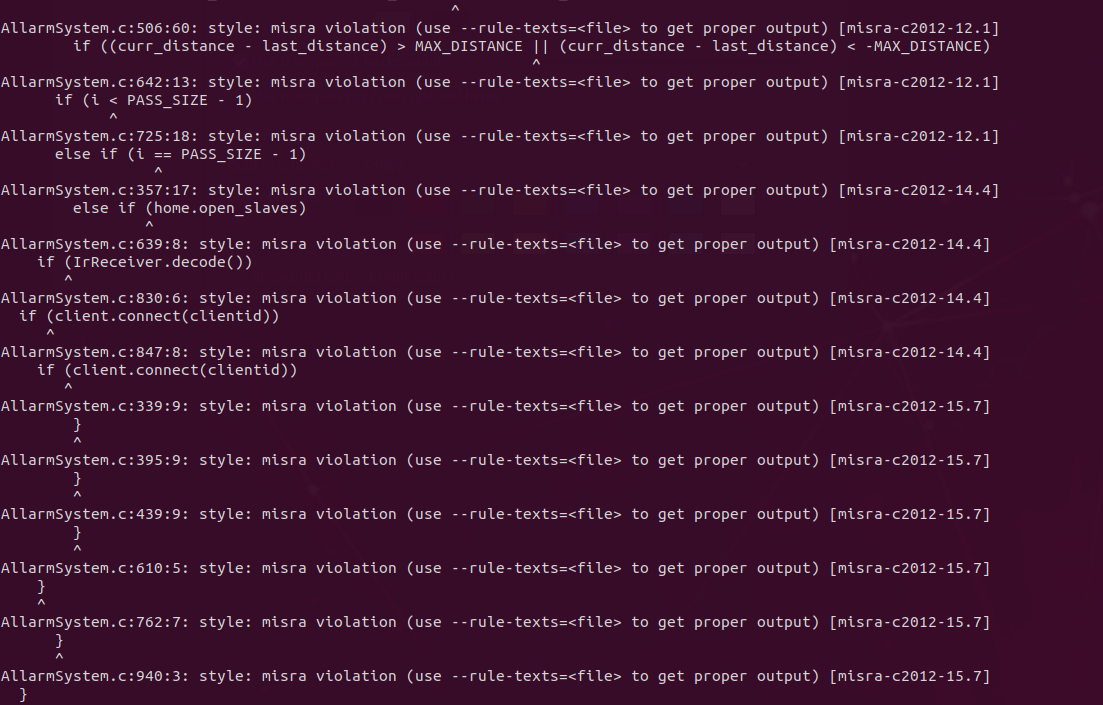 ^
AllarmSystem.c:506:60: style: misra violation (use --rule-texts=<file> to get proper output) [misra-c2012-12.1]
        if ((curr_distance - last_distance) > MAX_DISTANCE || (curr_distance - last_distance) < -MAX_DISTANCE)
                                                           ^
AllarmSystem.c:642:13: style: misra violation (use --rule-texts=<file> to get proper output) [misra-c2012-12.1]
      if (i < PASS_SIZE - 1)
            ^
AllarmSystem.c:725:18: style: misra violation (use --rule-texts=<file> to get proper output) [misra-c2012-12.1]
      else if (i == PASS_SIZE - 1)
                 ^
AllarmSystem.c:357:17: style: misra violation (use --rule-texts=<file> to get proper output) [misra-c2012-14.4]
        else if (home.open_slaves)
                ^
AllarmSystem.c:639:8: style: misra violation (use --rule-texts=<file> to get proper output) [misra-c2012-14.4]
    if (IrReceiver.decode())
       ^
AllarmSystem.c:830:6: style: misra violation (use --rule-texts=<file> to get proper output) [misra-c2012-14.4]
  if (client.connect(clientid))
     ^
AllarmSystem.c:847:8: style: misra violation (use --rule-texts=<file> to get proper output) [misra-c2012-14.4]
    if (client.connect(clientid))
       ^
AllarmSystem.c:339:9: style: misra violation (use --rule-texts=<file> to get proper output) [misra-c2012-15.7]
        }
        ^
AllarmSystem.c:395:9: style: misra violation (use --rule-texts=<file> to get proper output) [misra-c2012-15.7]
        }
        ^
AllarmSystem.c:439:9: style: misra violation (use --rule-texts=<file> to get proper output) [misra-c2012-15.7]
        }
        ^
AllarmSystem.c:610:5: style: misra violation (use --rule-texts=<file> to get proper output) [misra-c2012-15.7]
    }
    ^
AllarmSystem.c:762:7: style: misra violation (use --rule-texts=<file> to get proper output) [misra-c2012-15.7]
      }
      ^
AllarmSystem.c:940:3: style: misra violation (use --rule-texts=<file> to get proper output) [misra-c2012-15.7]
  }